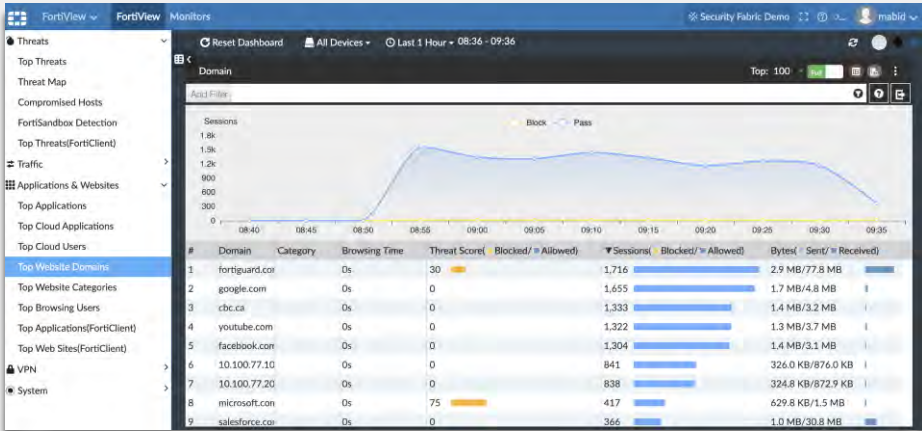 FortiView FortiView Monitors Security Fabric Demo mabid
Threats
Top Threats
Threat Map
Compromised Hosts
FortiSandbox Detection
Top Threats(FortiClient)
Traffic
Applications & Websites
Top Applications
Top Cloud Applications
Top Cloud Users
Top Website Domains
Top Website Categories
Top Browsing Users
Top Applications(FortiClient)
Top Web Sites(FortiClient)
VPN
System
Reset Dashboard All Devices Last 1 Hour - 08:36 - 09:36
Domain Top: 100
Add Filter
Sessions Block Pass
1.8k
1.5k
1.2k
900
600
300
0
08:40 08:45 08:50 08:55 09:00 09:05 09:10 09:15 09:20 09:25 09:30 09:35
# Domain Category Browsing Time Threat Score( Blocked/ Allowed) ▼Sessions( Blocked/ Allowed) Bytes( Sent/ Received)
1 fortiguard.com 0s 30 1,716 2.9 MB/77.8 MB
2 google.com 0s 0 1,655 1.7 MB/4.8 MB
3 cbc.ca 0s 0 1,333 1.4 MB/3.2 MB
4 youtube.com 0s 0 1,322 1.3 MB/3.7 MB
5 facebook.com 0s 0 1,304 1.4 MB/3.1 MB
6 10.100.77.10 0s 0 841 326.0 KB/876.0 KB
7 10.100.77.20 0s 0 838 324.8 KB/872.9 KB
8 microsoft.com 0s 75 417 629.8 KB/1.5 MB
9 salesforce.com 0s 0 366 1.0 MB/30.8 MB